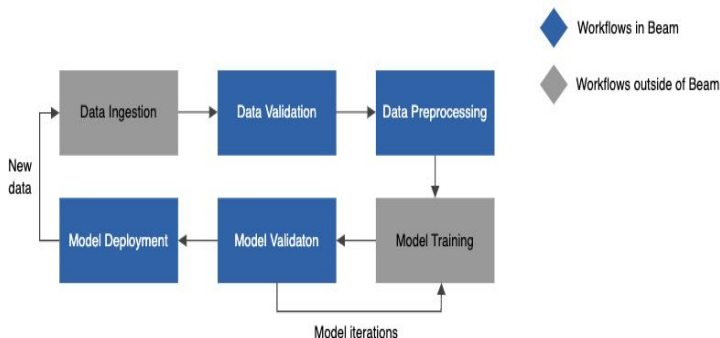 Workflows in Beam
Workflows outside of Beam
Data Ingestion
Data Validation
Data Preprocessing
New
data
Model Deployment
Model Validaton
Model Training
Model iterations